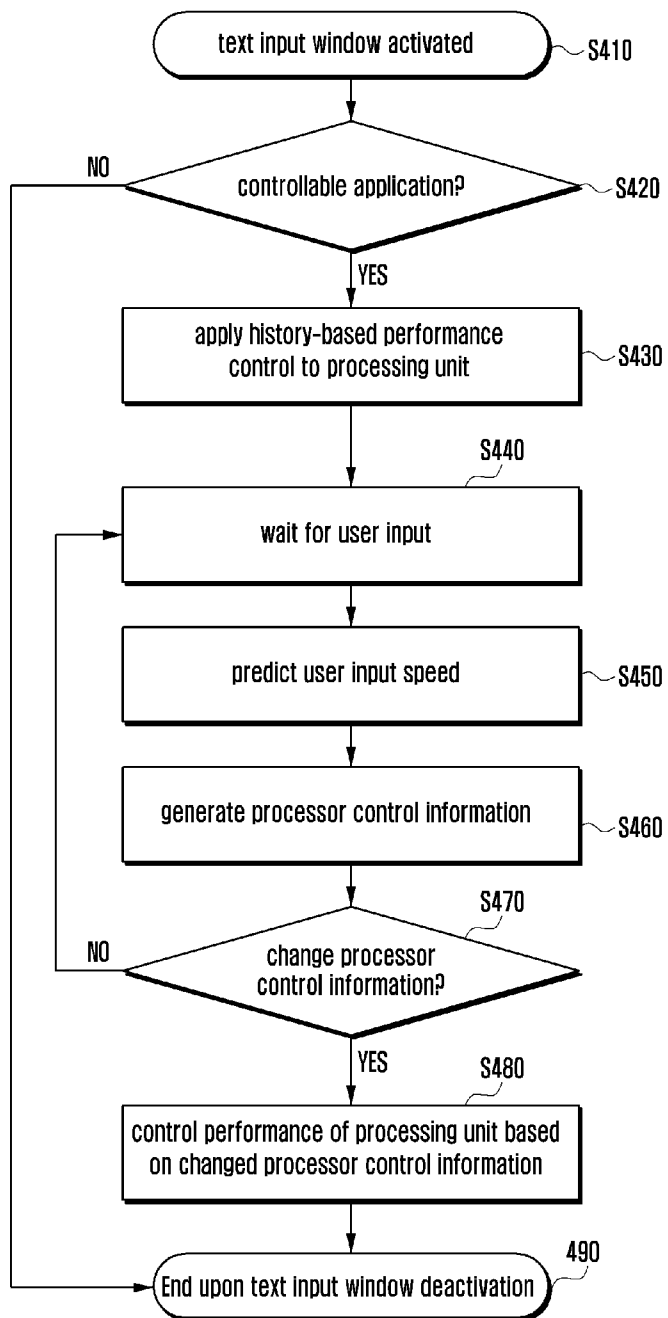 text input window activated
S410
NO
controllable application?
S420
YES
apply history-based performance
control to processing unit
S430
S440
wait for user input
predict user input speed
S450
generate processor control information
S460
S470
NO
change processor
control information?
YES
S480
control performance of processing unit based
on changed processor control information
490
End upon text input window deactivation